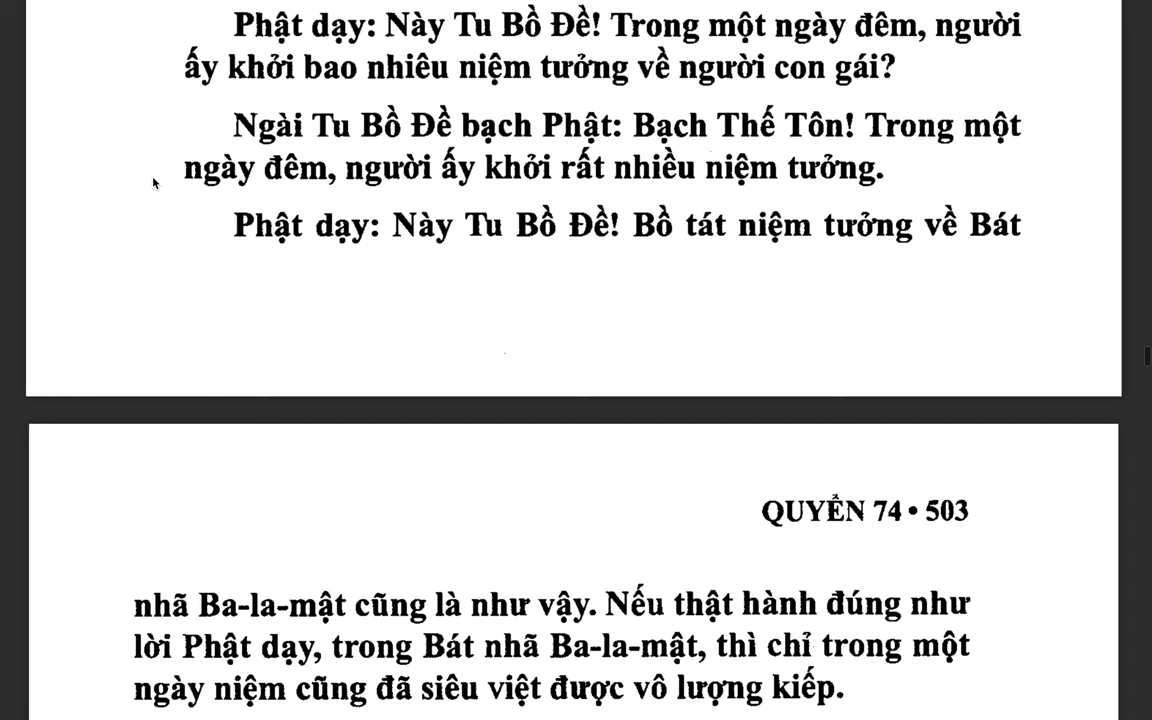 Phật dạy: Này Tu Bồ Đề! Trong một ngày đêm, người
ấy khởi bao nhiêu niệm tưởng về người con gái?
Ngài Tu Bồ Đề bạch Phật: Bạch Thế Tôn! Trong một
ngày đêm, người ấy khởi rất nhiều niệm tưởng.
Phật dạy: Này Tu Bồ Đề! Bồ tát niệm tưởng về Bát
QUYỂN 74 • 503
nhã Ba-la-mật cũng là như vậy. Nếu thật hành đúng như
lời Phật dạy, trong Bát nhã Ba-la-mật, thì chỉ trong một
ngày niệm cũng đã siêu việt được vô lượng kiếp.